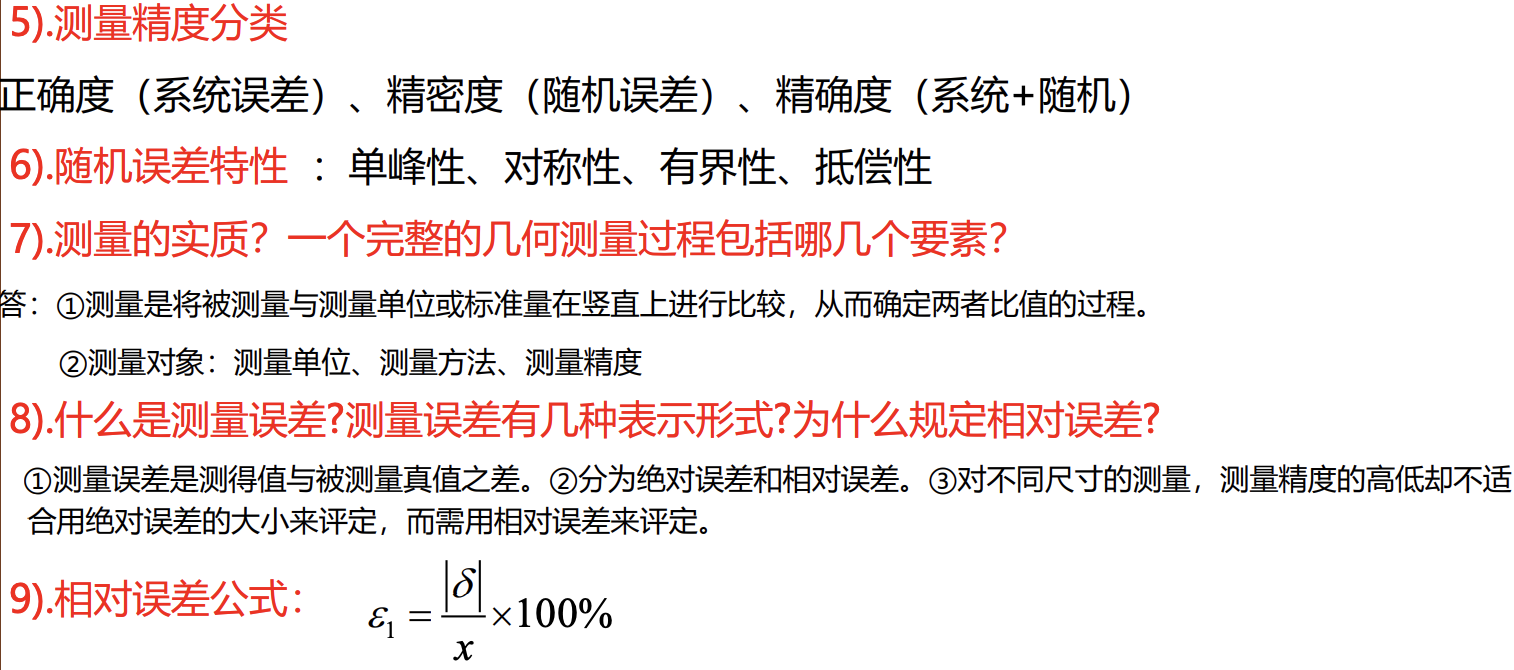 5).测量精度分类
正确度（系统误差）、精密度（随机误差）、精确度（系统+随机）
6).随机误差特性 ：单峰性、对称性、有界性、抵偿性
7).测量的实质？一个完整的几何测量过程包括哪几个要素？
答：①测量是将被测量与测量单位或标准量在竖直上进行比较，从而确定两者比值的过程。
②测量对象：测量单位、测量方法、测量精度
8).什么是测量误差?测量误差有几种表示形式?为什么规定相对误差?
①测量误差是测得值与被测量真值之差。②分为绝对误差和相对误差。③对不同尺寸的测量，测量精度的高低却不适
合用绝对误差的大小来评定，而需用相对误差来评定。
9).相对误差公式： ε₁ = |δ|/x ×100%